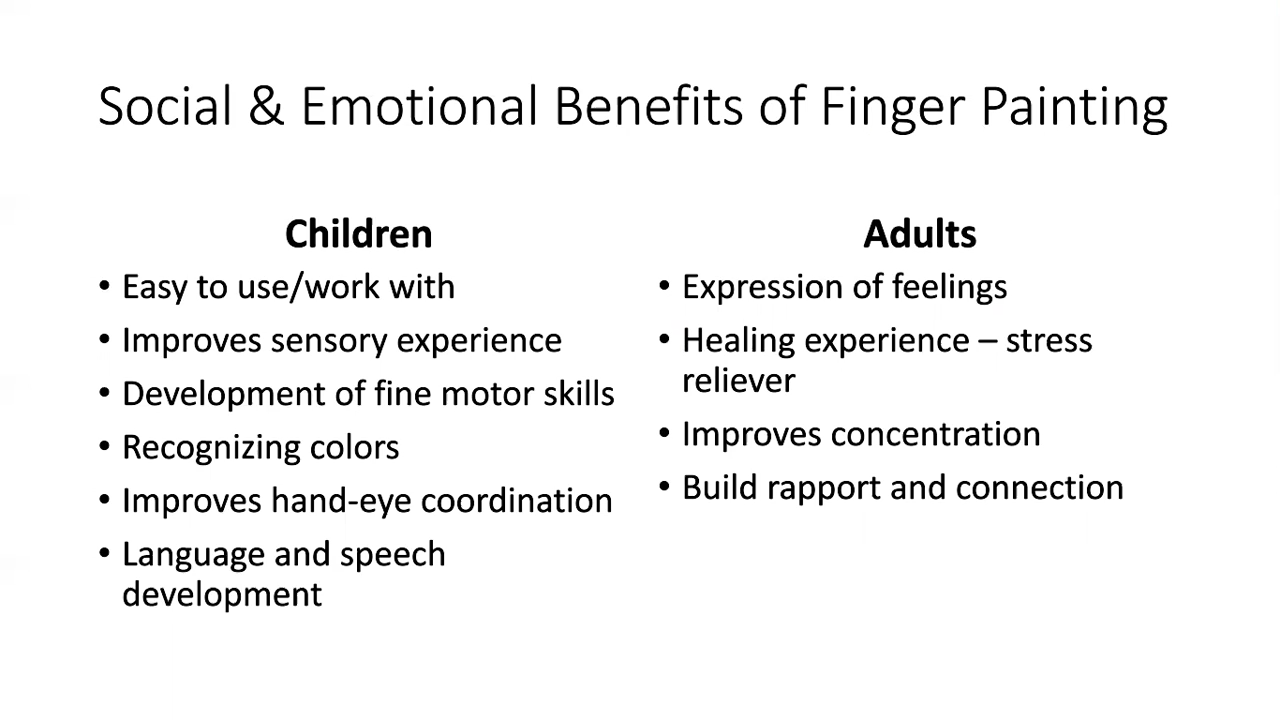 Social & Emotional Benefits of Finger Painting
Children
• Easy to use/work with
• Improves sensory experience
• Development of fine motor skills
• Recognizing colors
• Improves hand-eye coordination
• Language and speech
development
Adults
• Expression of feelings
• Healing experience – stress
reliever
• Improves concentration
• Build rapport and connection